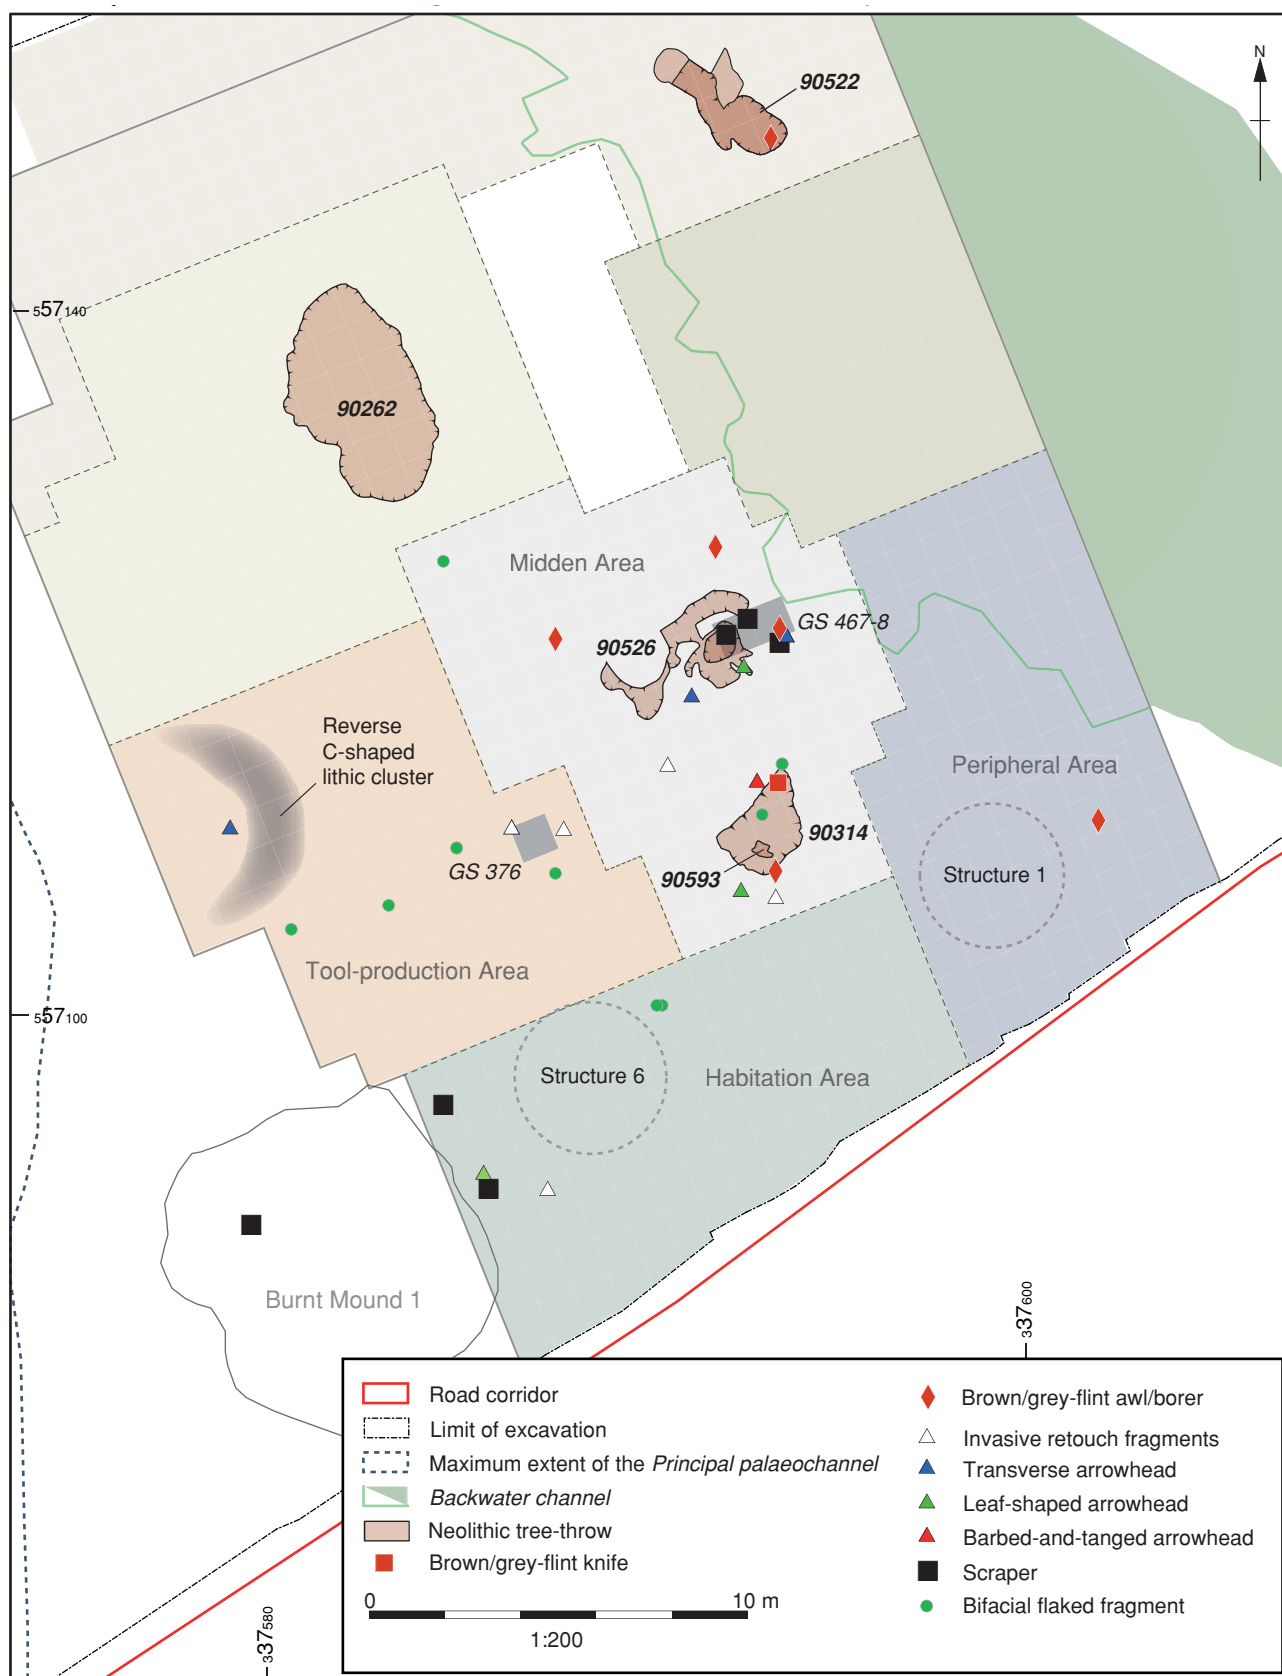 N
90522
557140
90262
Midden Area
GS 467-8
90526
Reverse
C-shaped
lithic cluster
Peripheral Area
90314
GS 376
90593
Structure 1
Tool-production Area
557100
Structure 6
Habitation Area
Burnt Mound 1
337600
337580
Road corridor
Limit of excavation
Maximum extent of the Principal palaeochannel
Backwater channel
Neolithic tree-throw
Brown/grey-flint knife
0 10 m
1:200
Brown/grey-flint awl/borer
Invasive retouch fragments
Transverse arrowhead
Leaf-shaped arrowhead
Barbed-and-tanged arrowhead
Scraper
Bifacial flaked fragment